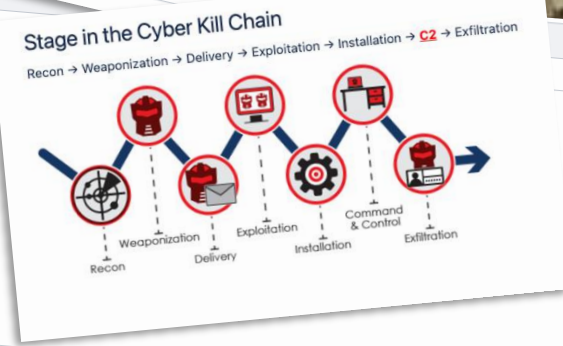 Stage in the Cyber Kill Chain
Recon → Weaponization → Delivery → Exploitation → Installation → C2 → Exfiltration
Recon
Weaponization
Delivery
Exploitation
Installation
Command
& Control
Exfiltration